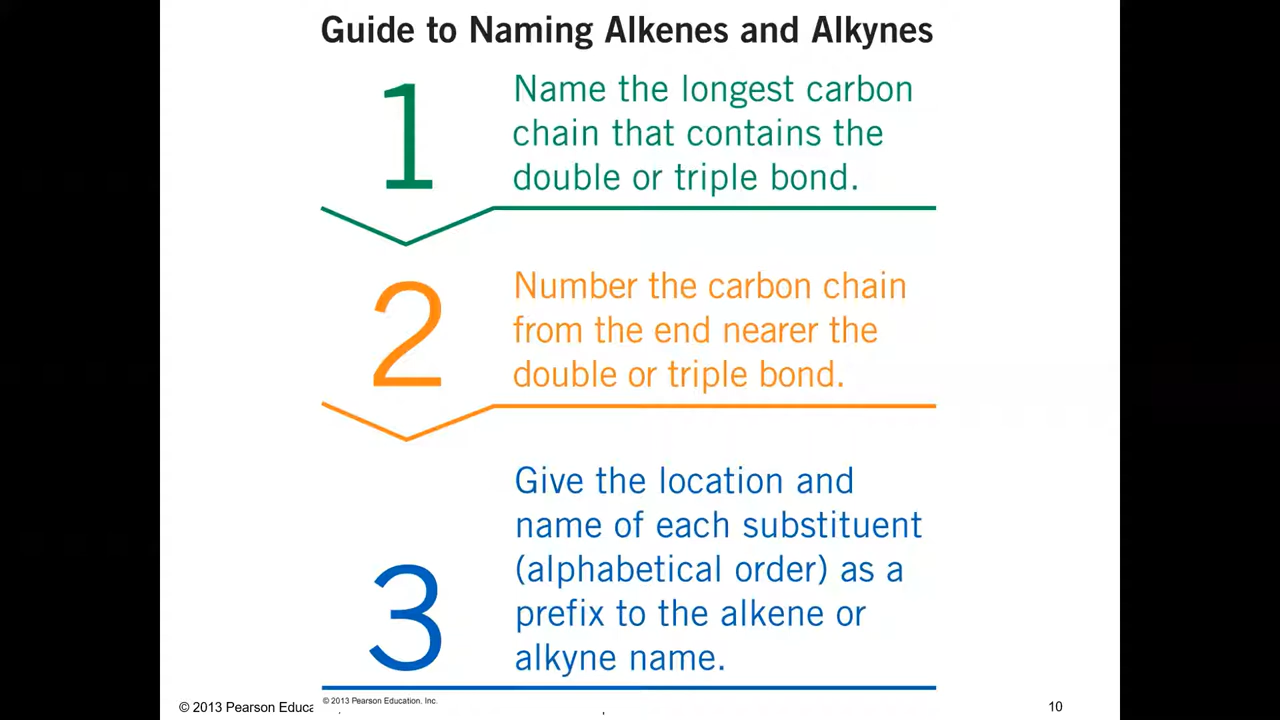 Guide to Naming Alkenes and Alkynes
1
Name the longest carbon
chain that contains the
double or triple bond.
2
Number the carbon chain
from the end nearer the
double or triple bond.
3
Give the location and
name of each substituent
(alphabetical order) as a
prefix to the alkene or
alkyne name.
© 2013 Pearson Education, Inc.
© 2013 Pearson Educa
10